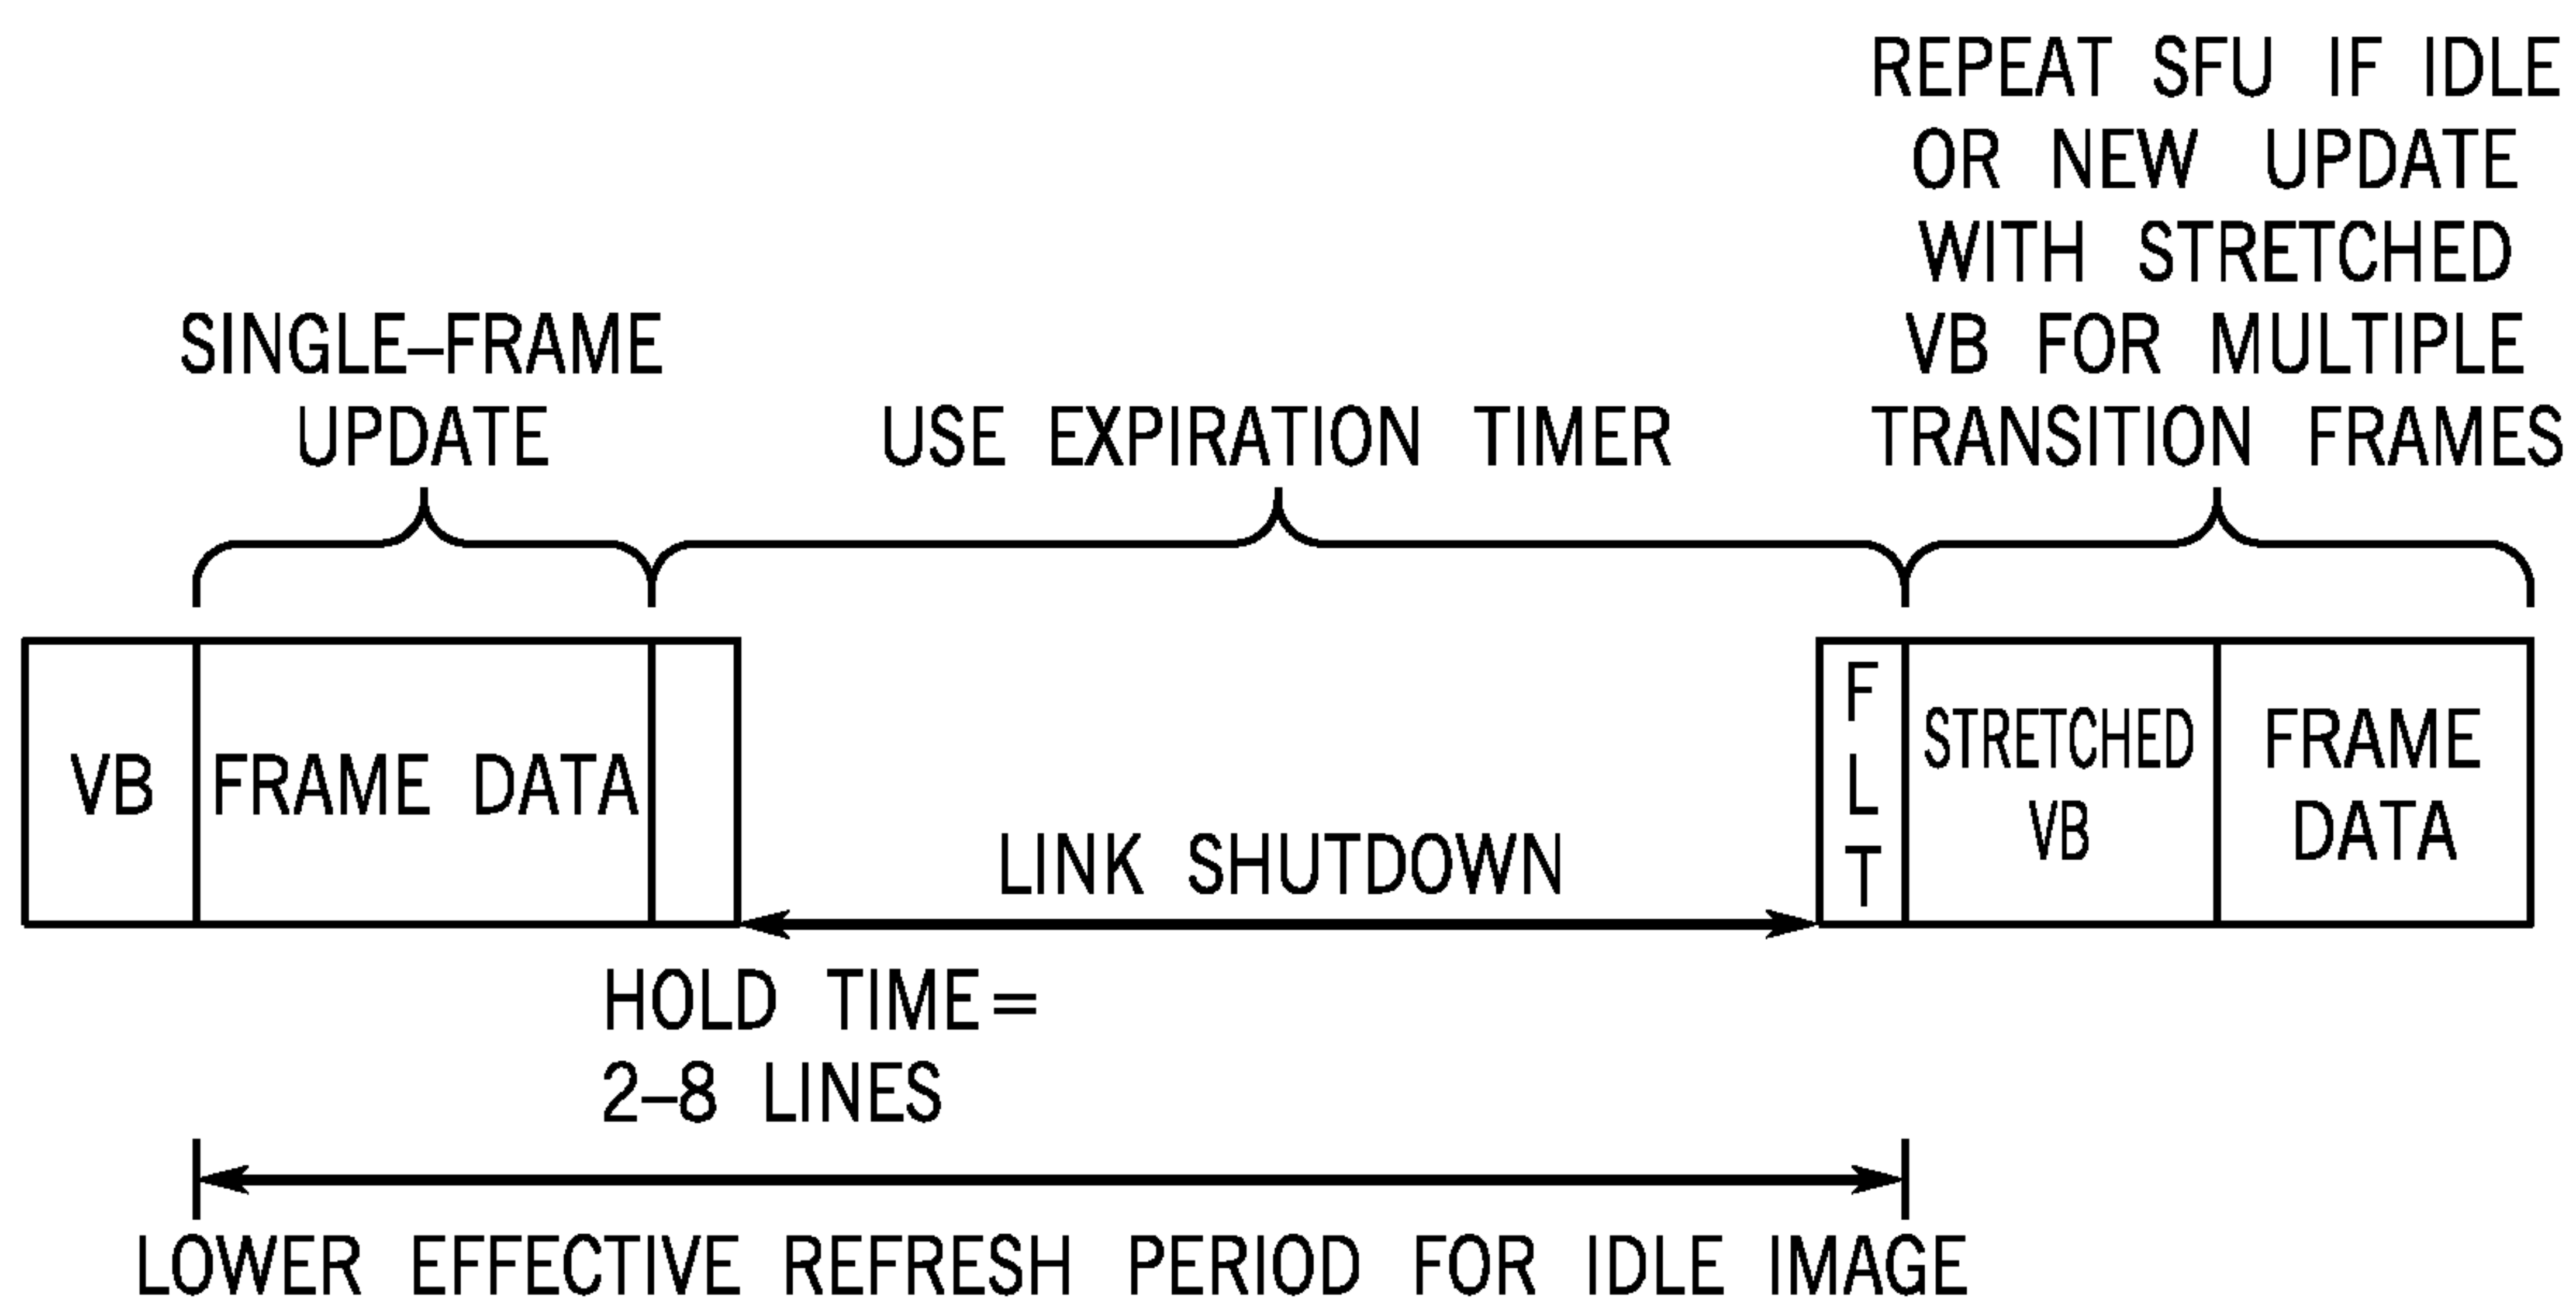 REPEAT SFU IF IDLE
OR NEW UPDATE
WITH STRETCHED
VB FOR MULTIPLE
TRANSITION FRAMES
SINGLE–FRAME
UPDATE
USE EXPIRATION TIMER
VB
FRAME DATA
FLT
STRETCHED
VB
FRAME
DATA
LINK SHUTDOWN
HOLD TIME=
2–8 LINES
LOWER EFFECTIVE REFRESH PERIOD FOR IDLE IMAGE